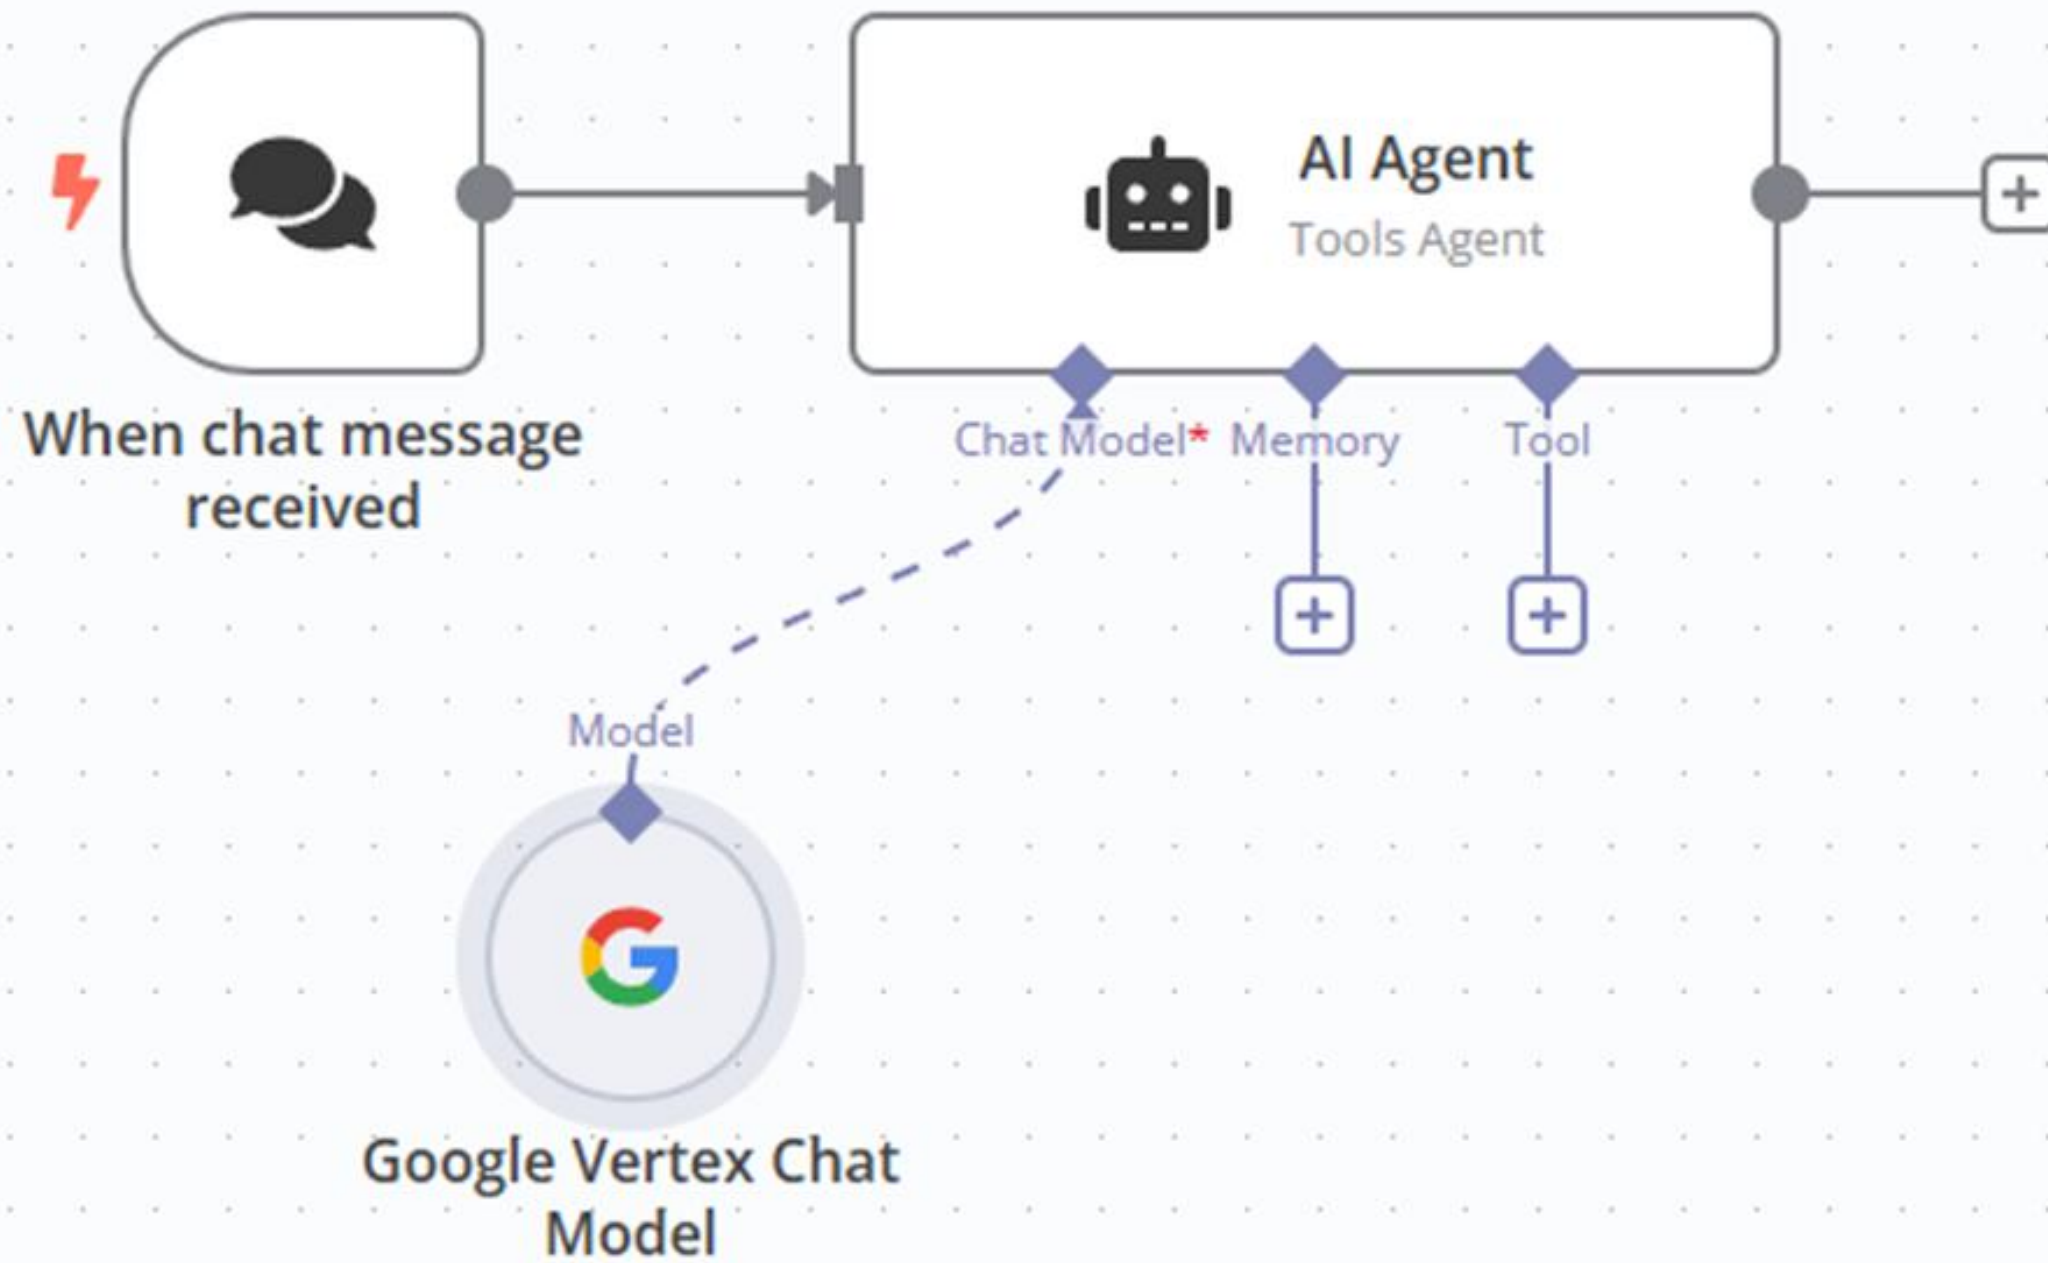 AI Agent
Tools Agent
When chat message
received
Chat Model*
Memory
Tool
Model
Google Vertex Chat
Model